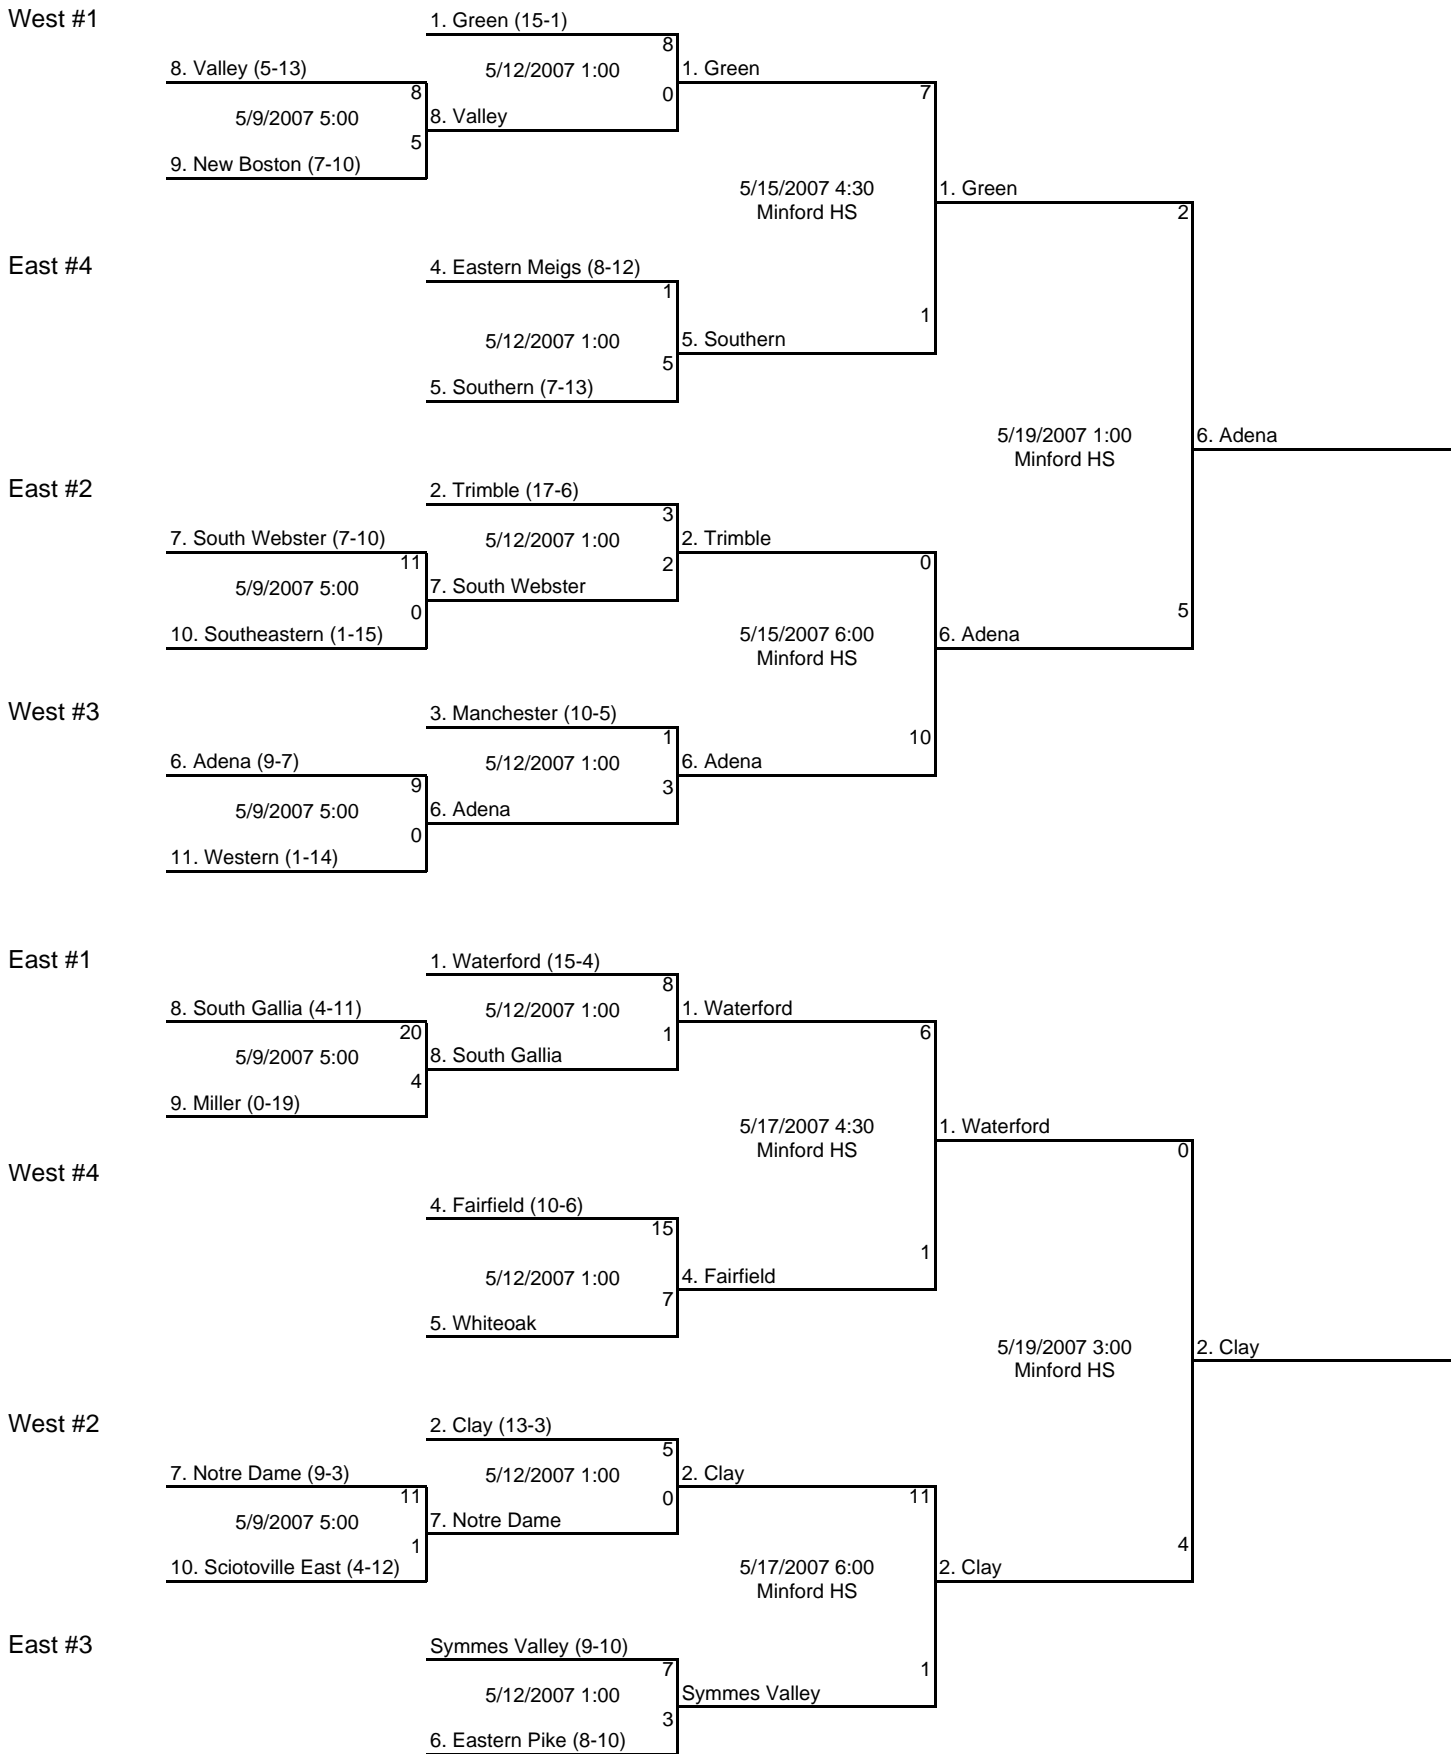 West #1
1. Green (15-1)
8
8. Valley (5-13)
5/12/2007 1:00
1. Green
8
0
7
5/9/2007 5:00
8. Valley
5
9. New Boston (7-10)
5/15/2007 4:30
1. Green
Minford HS
2
East #4
4. Eastern Meigs (8-12)
1
1
5/12/2007 1:00
5. Southern
5
5. Southern (7-13)
5/19/2007 1:00
6. Adena
Minford HS
East #2
2. Trimble (17-6)
3
7. South Webster (7-10)
5/12/2007 1:00
2. Trimble
11
2
0
5/9/2007 5:00
7. South Webster
0
5
10. Southeastern (1-15)
5/15/2007 6:00
6. Adena
Minford HS
West #3
3. Manchester (10-5)
1
10
6. Adena (9-7)
5/12/2007 1:00
6. Adena
9
3
5/9/2007 5:00
6. Adena
0
11. Western (1-14)
East #1
1. Waterford (15-4)
8
8. South Gallia (4-11)
5/12/2007 1:00
1. Waterford
20
1
6
5/9/2007 5:00
8. South Gallia
4
9. Miller (0-19)
5/17/2007 4:30
1. Waterford
Minford HS
0
West #4
4. Fairfield (10-6)
15
1
5/12/2007 1:00
4. Fairfield
7
5. Whiteoak
5/19/2007 3:00
2. Clay
Minford HS
West #2
2. Clay (13-3)
5
7. Notre Dame (9-3)
5/12/2007 1:00
2. Clay
11
0
11
5/9/2007 5:00
7. Notre Dame
1
4
10. Sciotoville East (4-12)
5/17/2007 6:00
2. Clay
Minford HS
East #3
Symmes Valley (9-10)
7
1
5/12/2007 1:00
Symmes Valley
3
6. Eastern Pike (8-10)